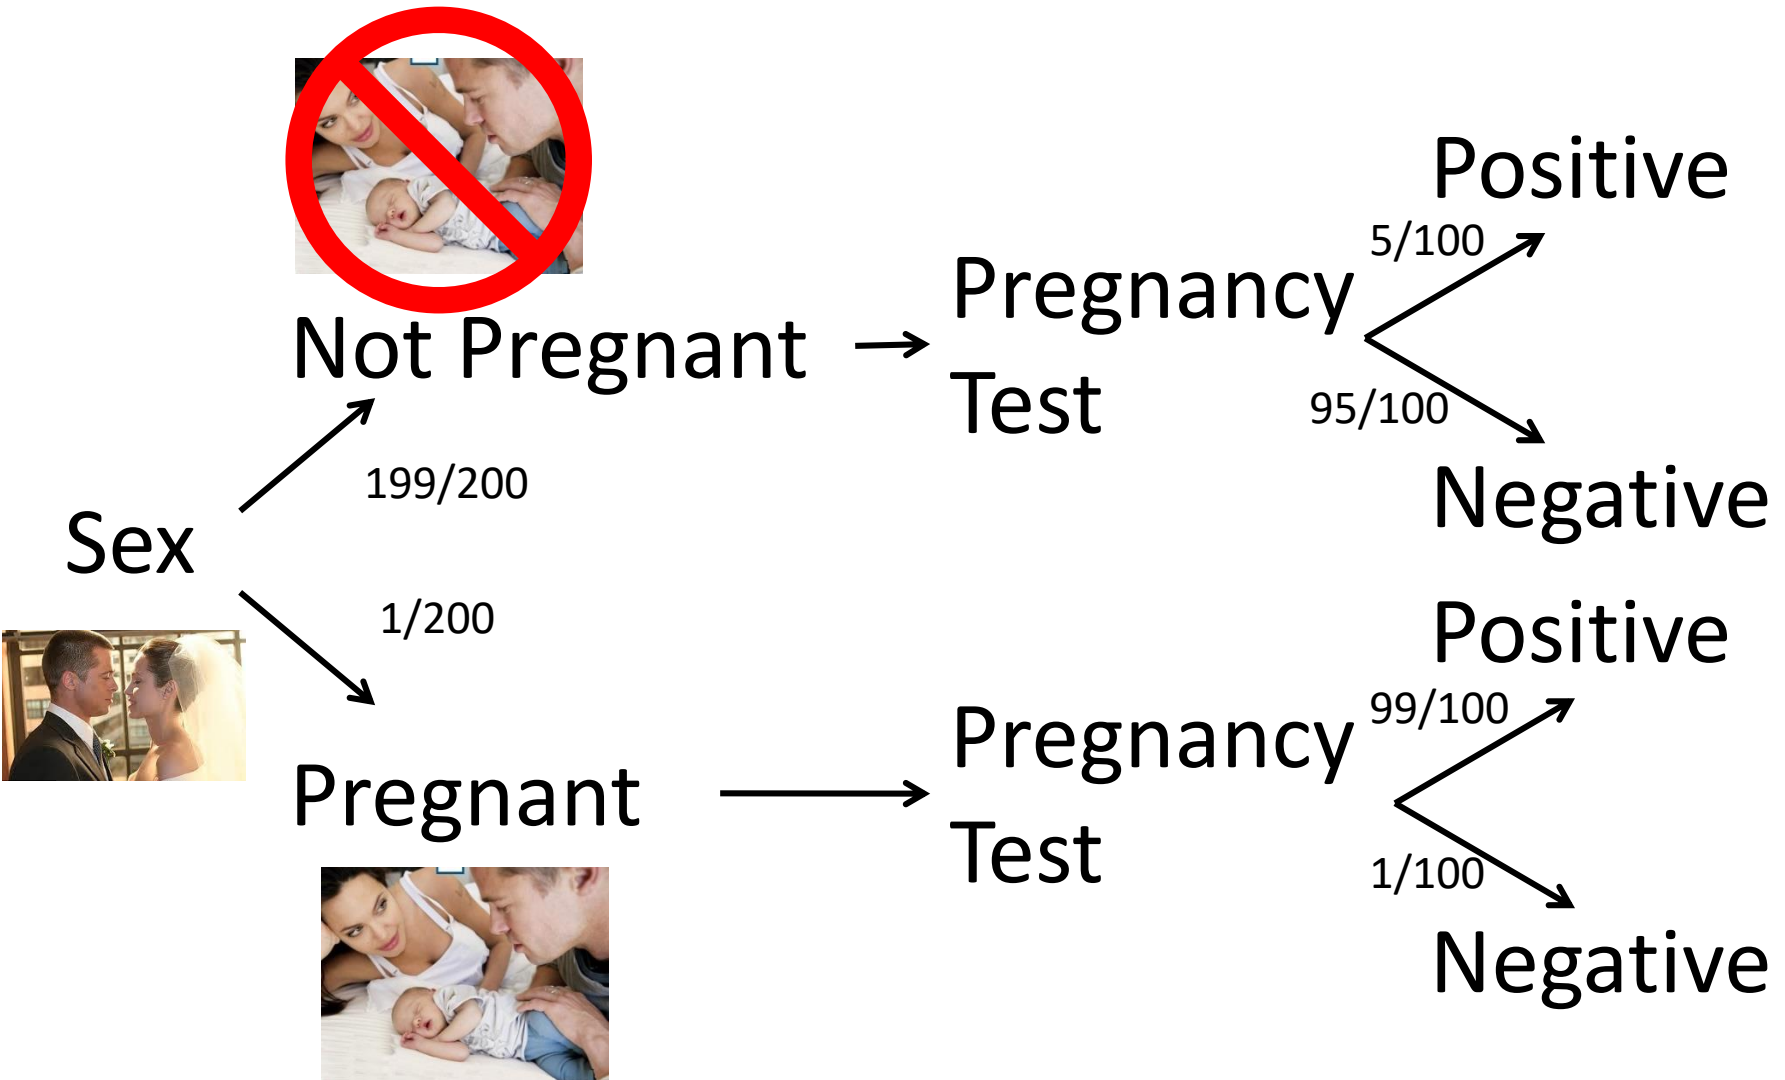 Positive
5/100
Pregnancy
Test
Not Pregnant
95/100
199/200
Negative
Sex
1/200
Positive
99/100
Pregnancy
Test
Pregnant
1/100
Negative